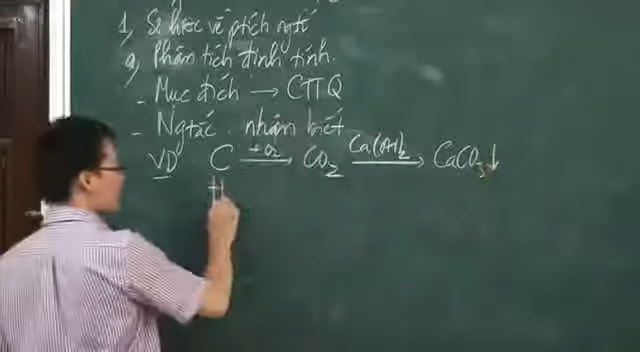 1, Sơ lược về ptích ngtố
a, Phân tích định tính.
- Mục đích → CTTQ
- Ngtắc : nhận biết
VD C +O2→ CO2 Ca(OH)2→ CaCO3↓
H